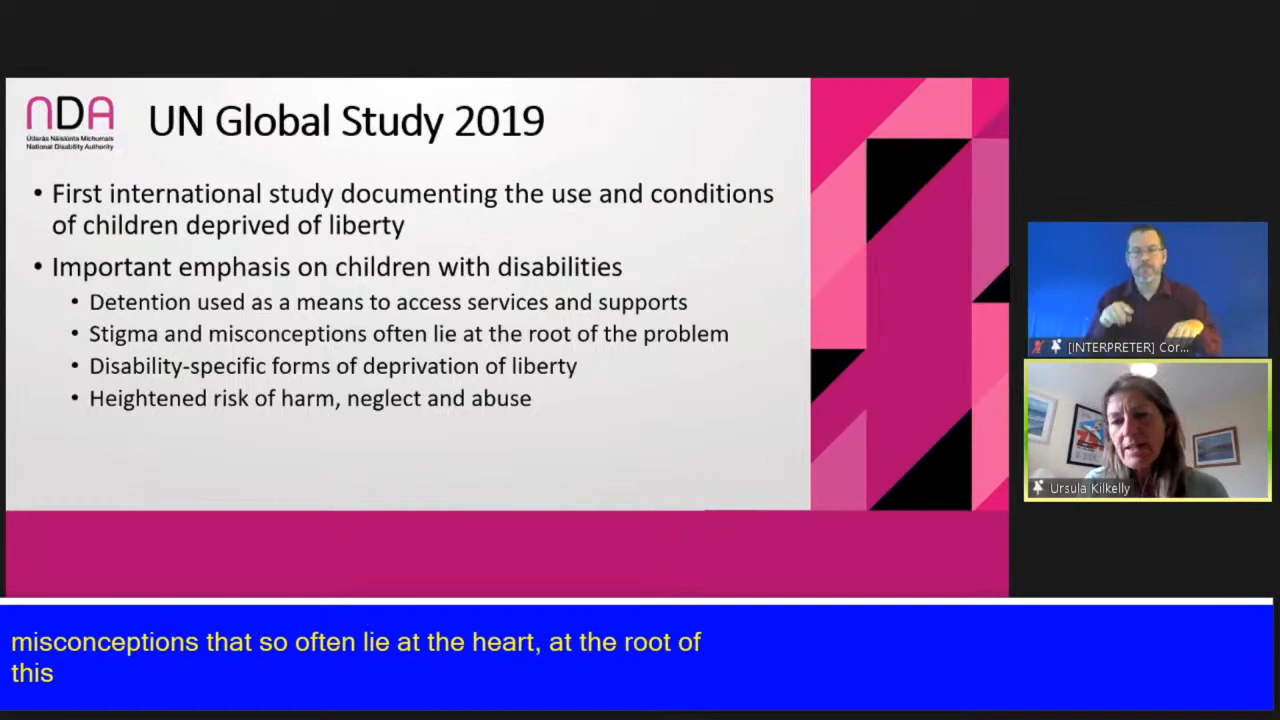 NDA
Údarás Náisiúnta Míchumais
National Disability Authority
UN Global Study 2019
• First international study documenting the use and conditions
of children deprived of liberty
• Important emphasis on children with disabilities
• Detention used as a means to access services and supports
• Stigma and misconceptions often lie at the root of the problem
• Disability-specific forms of deprivation of liberty
• Heightened risk of harm, neglect and abuse
[INTERPRETER] Cor...
Ursula Kilkelly
misconceptions that so often lie at the heart, at the root of
this